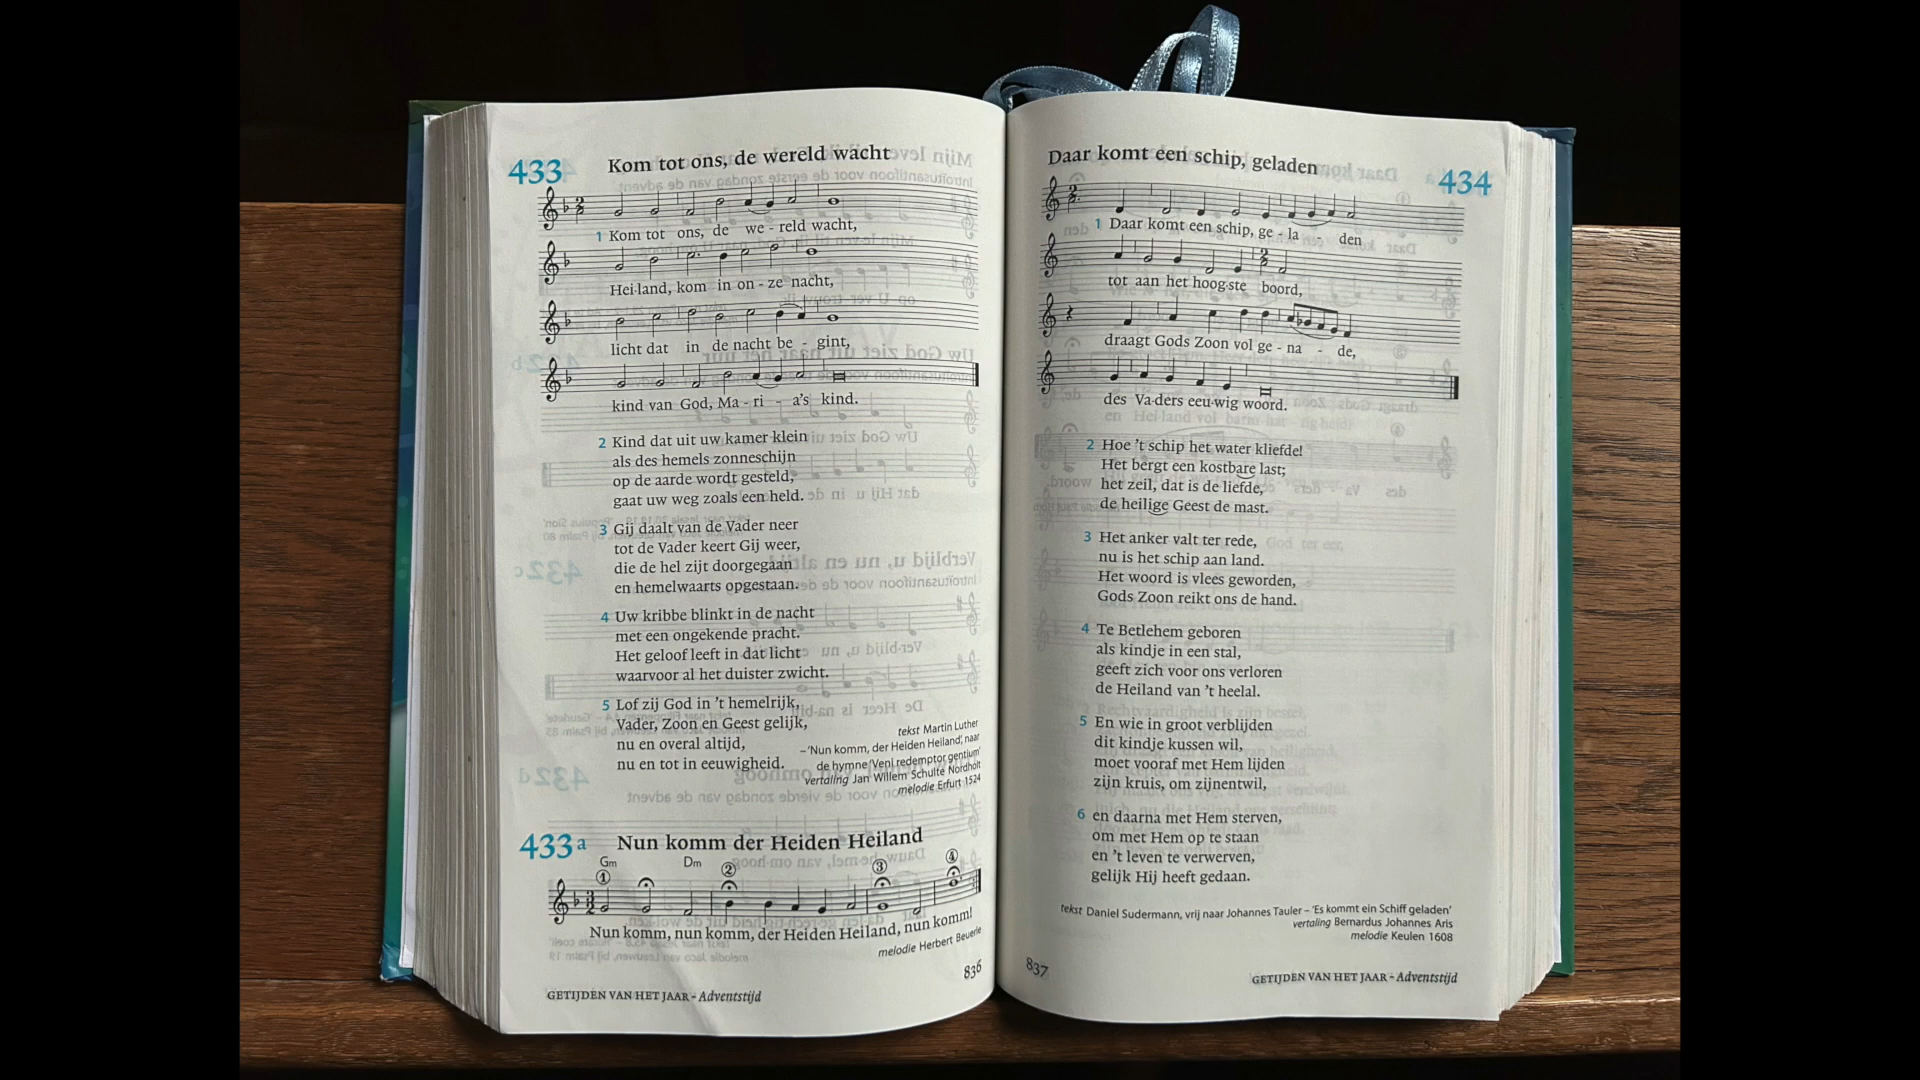 433
Kom tot ons, de wereld wacht
1 Kom tot ons, de we - reld wacht,
Hei-land, kom in on - ze nacht,
licht dat in de nacht be - gint,
kind van God, Ma - ri - a's kind.
2 Kind dat uit uw kamer klein
als des hemels zonneschijn
op de aarde wordt gesteld,
gaat uw weg zoals een held.
3 Gij daalt van de Vader neer
tot de Vader keert Gij weer,
die de hel zijt doorgegaan
en hemelwaarts opgestaan.
4 Uw kribbe blinkt in de nacht
met een ongekende pracht.
Het geloof leeft in dat licht
waarvoor al het duister zwicht.
5 Lof zij God in 't hemelrijk,
Vader, Zoon en Geest gelijk,
nu en overal altijd,
nu en tot in eeuwigheid.
tekst Martin Luther
– 'Nun komm, der Heiden Heiland', naar
de hymne 'Veni redemptor gentium'
vertaling Jan Willem Schulte Nordholt
melodie Erfurt 1524
433a
Nun komm der Heiden Heiland
Gm Dm
① ② ③ ④
Nun komm, nun komm, der Heiden Heiland, nun komm!
melodie Herbert Beuerle
836
GETIJDEN VAN HET JAAR – Adventstijd
Daar komt een schip, geladen
434
1 Daar komt een schip, ge - la - den
tot aan het hoog-ste boord,
draagt Gods Zoon vol ge - na - de,
des Va-ders eeu-wig woord.
2 Hoe 't schip het water kliefde!
Het bergt een kostbare last;
het zeil, dat is de liefde,
de heilige Geest de mast.
3 Het anker valt ter rede,
nu is het schip aan land.
Het woord is vlees geworden,
Gods Zoon reikt ons de hand.
4 Te Betlehem geboren
als kindje in een stal,
geeft zich voor ons verloren
de Heiland van 't heelal.
5 En wie in groot verblijden
dit kindje kussen wil,
moet vooraf met Hem lijden
zijn kruis, om zijnentwil,
6 en daarna met Hem sterven,
om met Hem op te staan
en 't leven te verwerven,
gelijk Hij heeft gedaan.
tekst Daniel Sudermann, vrij naar Johannes Tauler – 'Es kommt ein Schiff geladen'
vertaling Bernardus Johannes Aris
melodie Keulen 1608
837
GETIJDEN VAN HET JAAR – Adventstijd